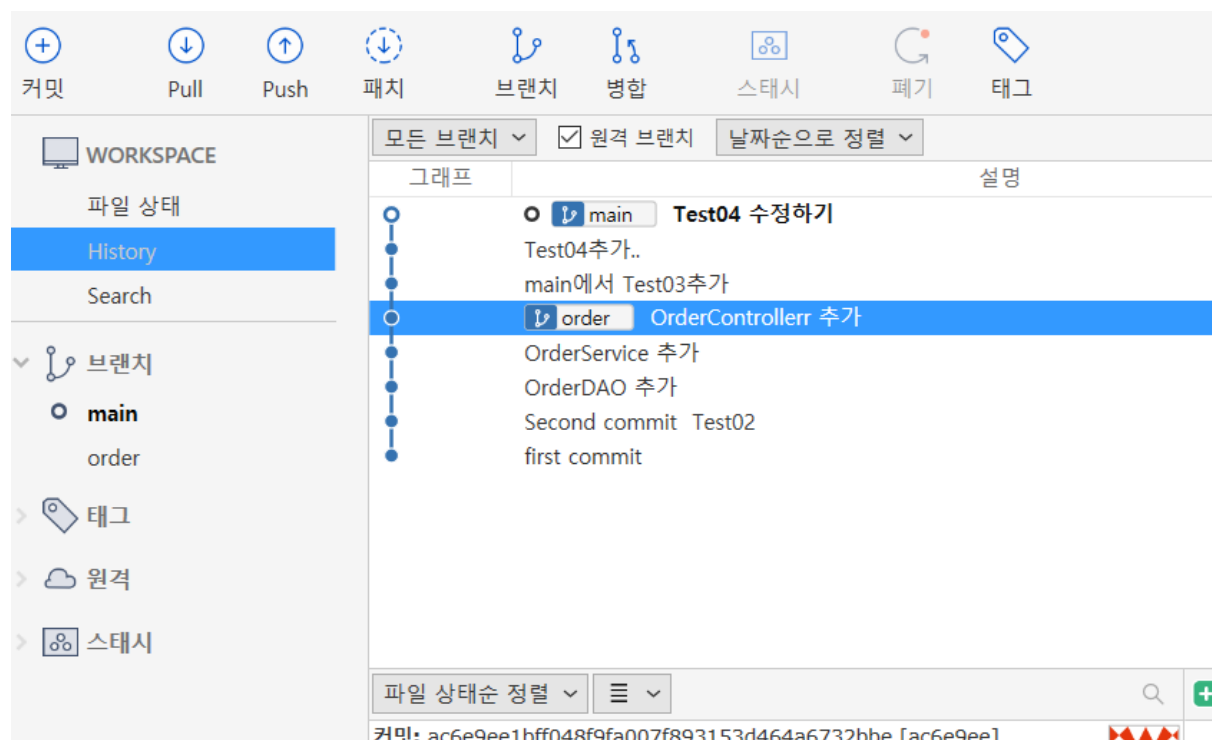 커밋 Pull Push 패치 브랜치 병합 스태시 폐기 태그
WORKSPACE
파일 상태
History
Search
브랜치
main
order
태그
원격
스태시
모든 브랜치 원격 브랜치 날짜순으로 정렬
그래프 설명
main Test04 수정하기
Test04추가..
main에서 Test03추가
order OrderControllerr 추가
OrderService 추가
OrderDAO 추가
Second commit Test02
first commit
파일 상태순 정렬
커밋: ac6e9ee1bff048f9fa007f893153d464a6732bbe [ac6e9ee]